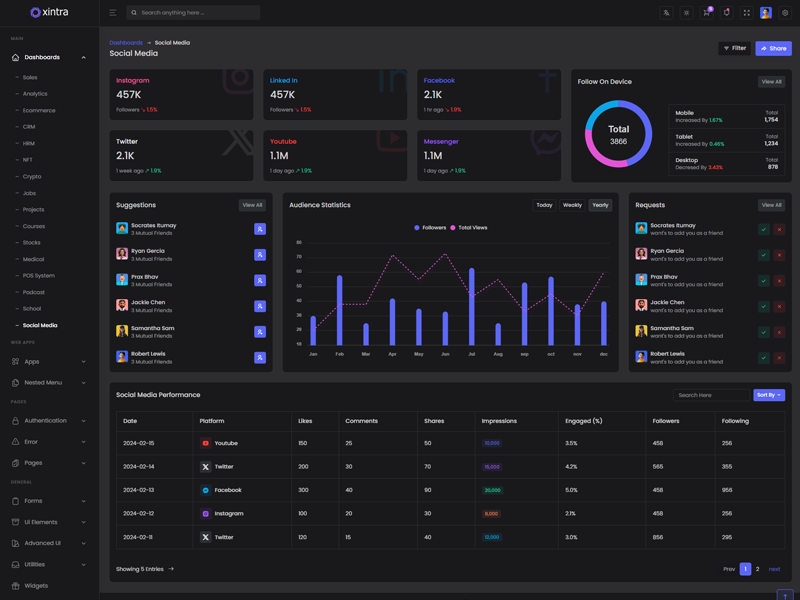 xintra
Search anything here ...
5
MAIN
Dashboards
Sales
Analytics
Ecommerce
CRM
HRM
NFT
Crypto
Jobs
Projects
Courses
Stocks
Medical
POS System
Podcast
School
Social Media
WEB APPS
Apps
Nested Menu
PAGES
Authentication
Error
Pages
GENERAL
Forms
Ui Elements
Advanced UI
Utilities
Widgets
Dashboards → Social Media
Social Media
Filter
Share
Instagram
457K
Followers ↘ 1.5%
Linked In
457K
Followers ↘ 1.5%
Facebook
2.1K
1 hr ago ↘ 1.9%
Twitter
2.1K
1 week ago ↗ 1.9%
Youtube
1.1M
1 day ago ↗ 1.9%
Messenger
1.1M
1 day ago ↗ 1.9%
Follow On Device
View All
Total
3866
Mobile Total
Increased By 1.67% 1,754
Tablet Total
Increased By 0.46% 1,234
Desktop Total
Decresed By 3.43% 878
Suggestions
View All
Socrates Itumay
3 Mutual Friends
Ryan Gercia
3 Mutual Friends
Prax Bhav
3 Mutual Friends
Jackie Chen
3 Mutual Friends
Samantha Sam
3 Mutual Friends
Robert Lewis
3 Mutual Friends
Audience Statistics
Today Weekly Yearly
Followers Total Views
80
70
60
50
40
30
20
10
Jan Feb Mar Apr May Jun Jul Aug sep oct nov dec
Requests
View All
Socrates Itumay
want's to add you as a friend
Ryan Gercia
want's to add you as a friend
Prax Bhav
want's to add you as a friend
Jackie Chen
want's to add you as a friend
Samantha Sam
want's to add you as a friend
Robert Lewis
want's to add you as a friend
Social Media Performance
Search Here
Sort By
Date Platform Likes Comments Shares Impressions Engaged (%) Followers Following
2024-02-15 Youtube 150 25 50 10,000 3.5% 458 256
2024-02-14 Twitter 200 30 70 15,000 4.2% 565 355
2024-02-13 Facebook 300 40 90 20,000 5.0% 458 956
2024-02-12 Instagram 100 20 30 8,000 2.1% 458 256
2024-02-11 Twitter 120 15 40 12,000 3.0% 856 295
Showing 5 Entries →
Prev 1 2 next